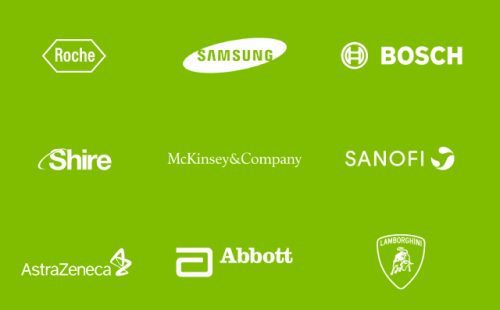 Roche
SAMSUNG
BOSCH
Shire
McKinsey&Company
SANOFI
AstraZeneca
Abbott
LAMBORGHINI